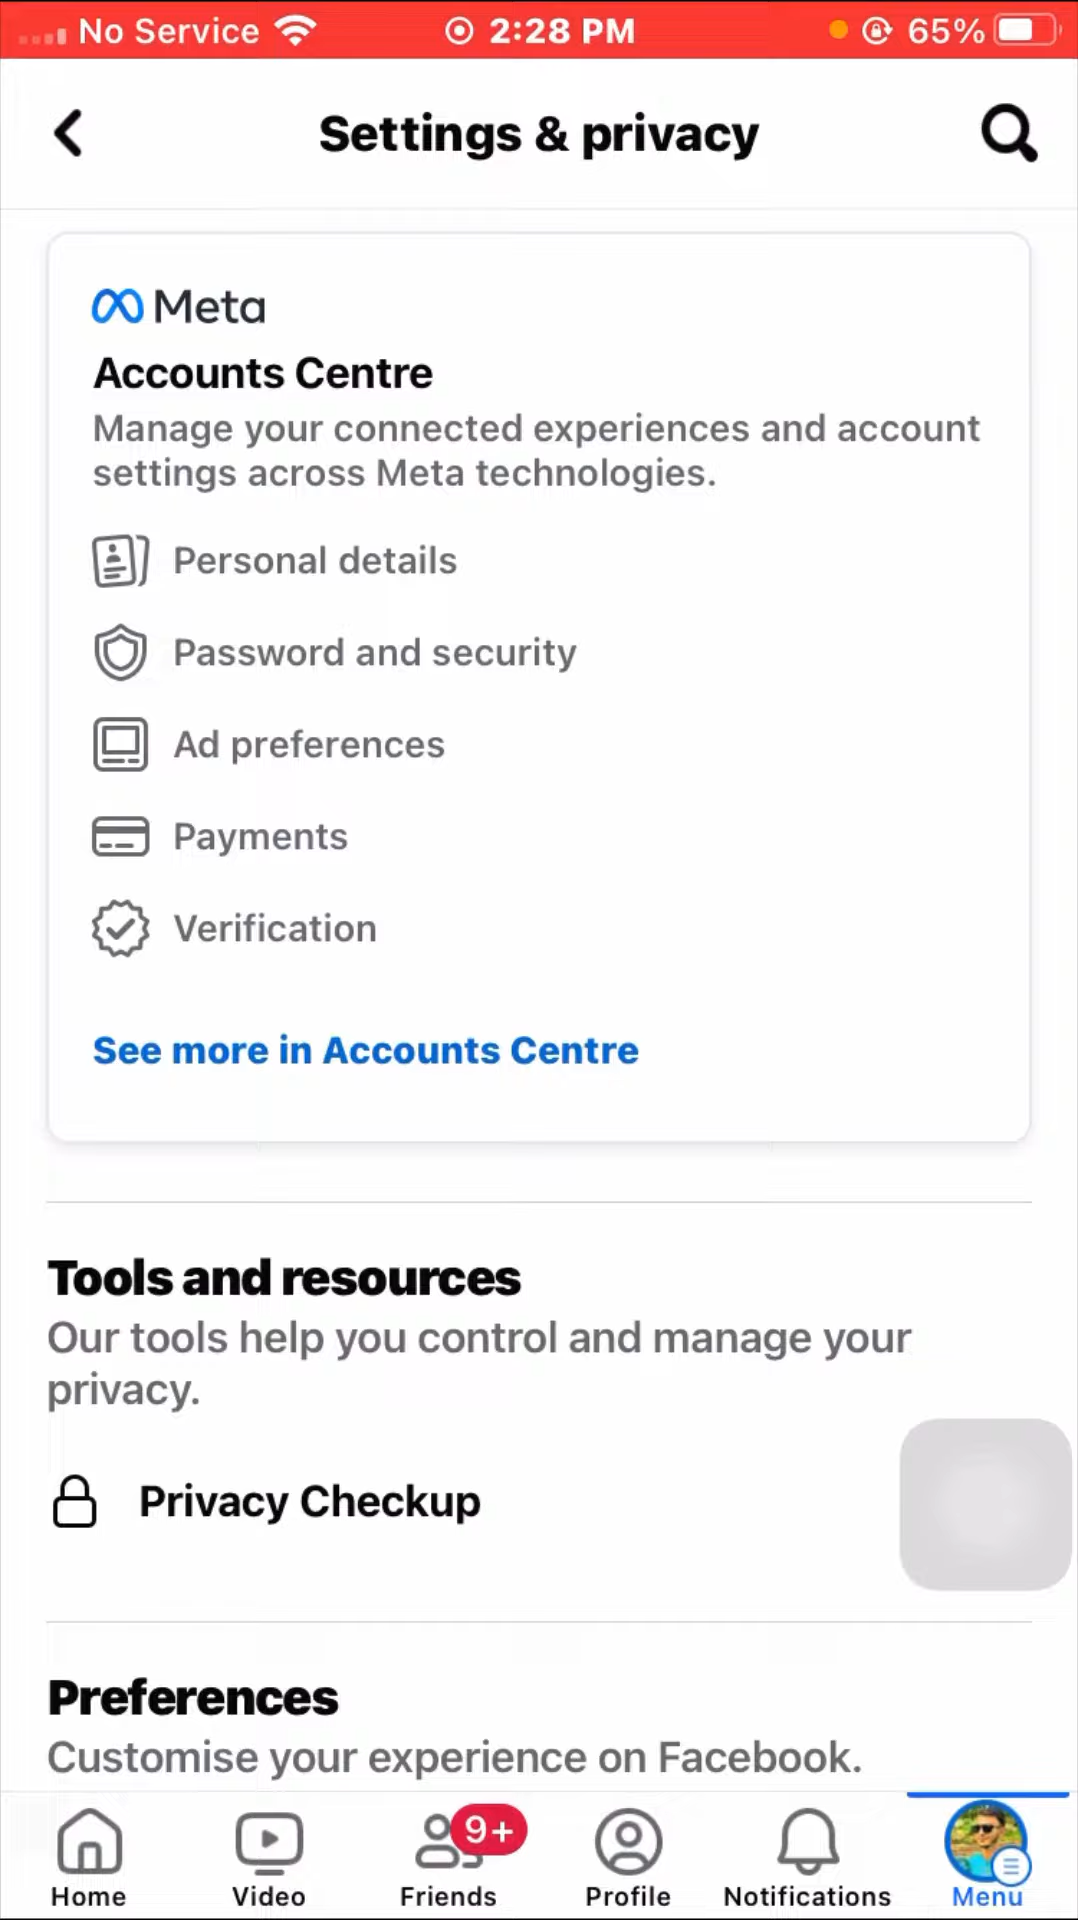 No Service 2:28 PM 65%
Settings & privacy
Meta
Accounts Centre
Manage your connected experiences and account
settings across Meta technologies.
Personal details
Password and security
Ad preferences
Payments
Verification
See more in Accounts Centre
Tools and resources
Our tools help you control and manage your
privacy.
Privacy Checkup
Preferences
Customise your experience on Facebook.
9+
Home Video Friends Profile Notifications Menu